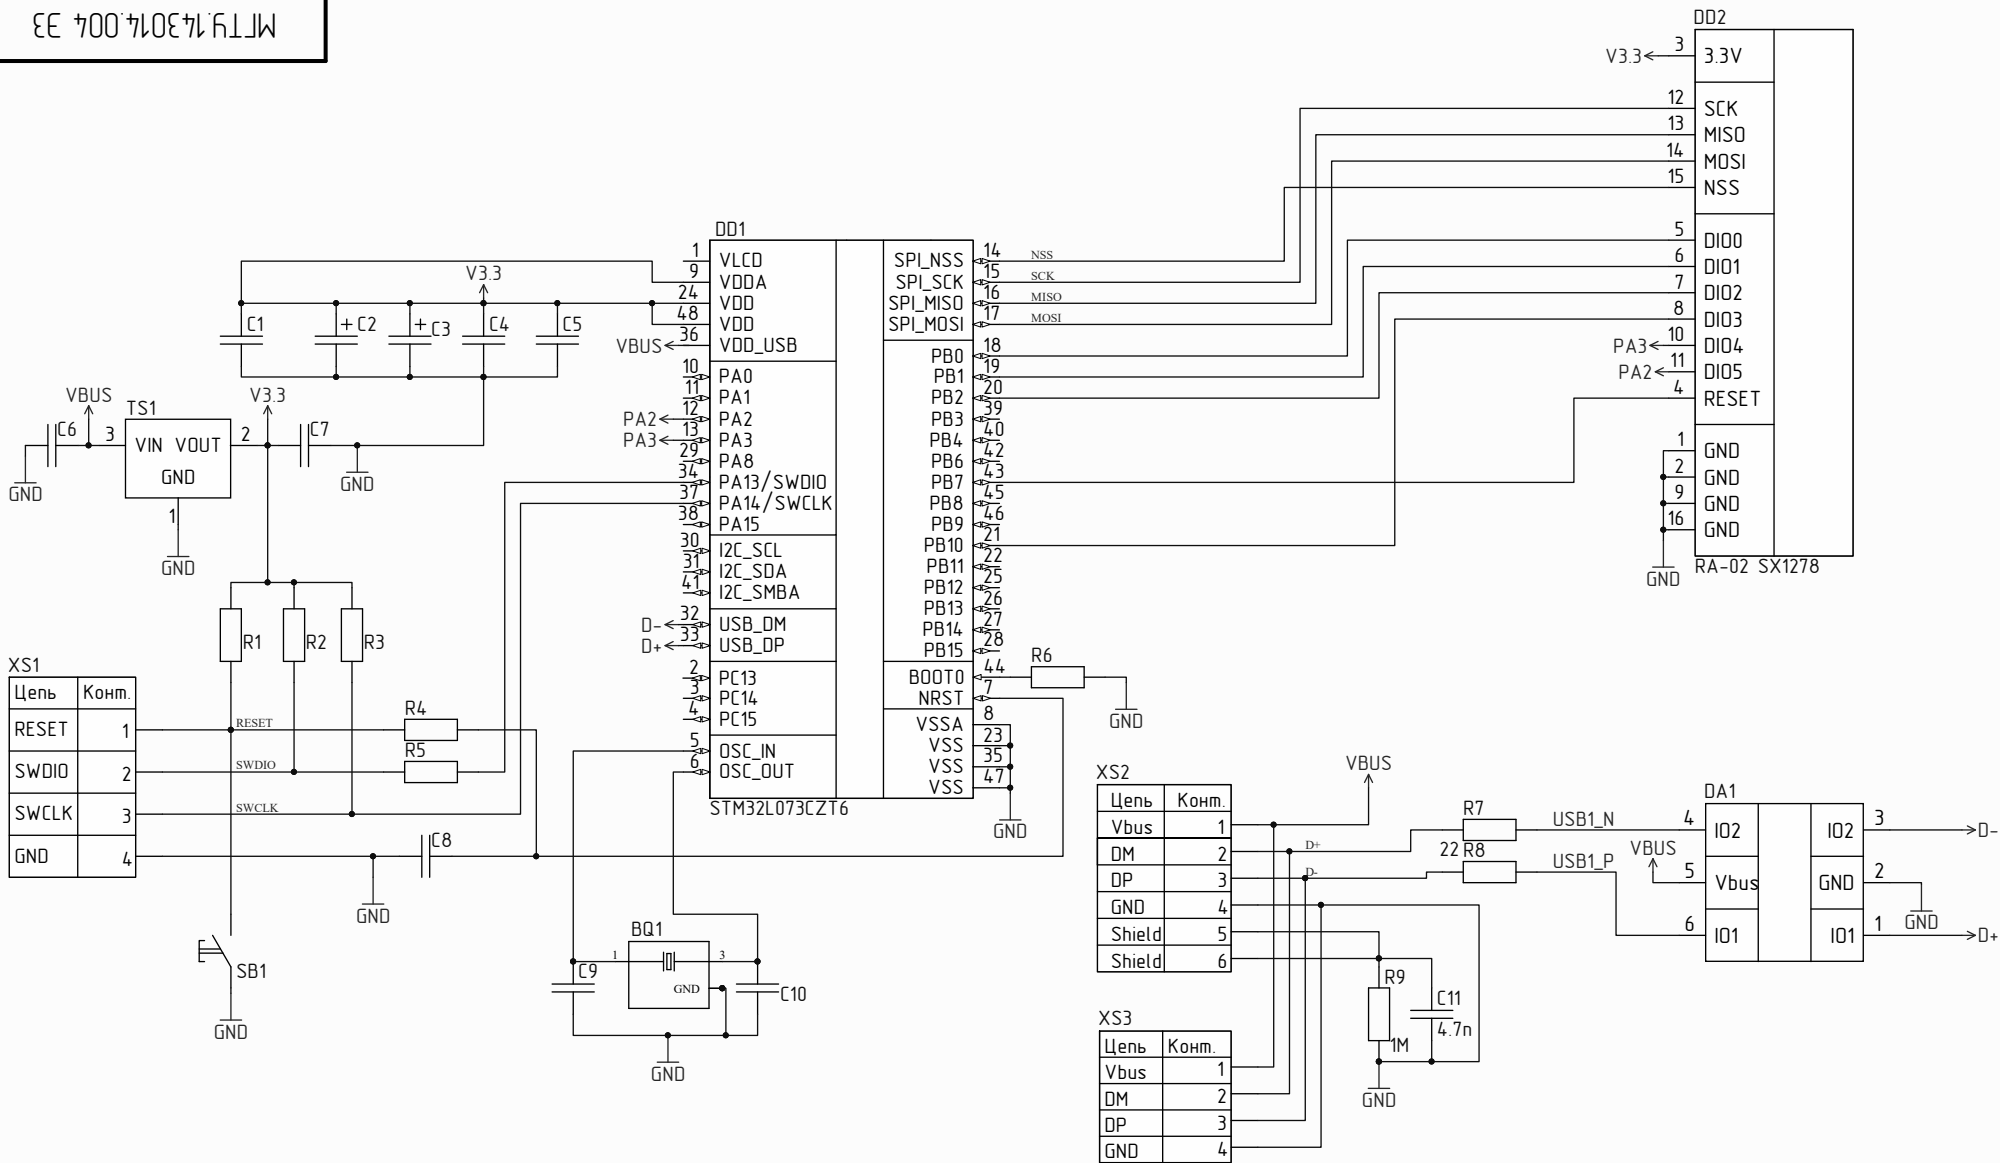 МГТУ.143014.004 ЭЗ
DD2
3 3.3V
V3.3
12 SCK
13 MISO
14 MOSI
15 NSS
5 DIO0
6 DIO1
7 DIO2
8 DIO3
PA3 10 DIO4
PA2 11 DIO5
4 RESET
1 GND
2 GND
9 GND
16 GND
GND
RA-02 SX1278
DD1
1 VLCD
9 VDDA
24 VDD
48 VDD
VBUS 36 VDD_USB
10 PA0
11 PA1
PA2 12 PA2
PA3 13 PA3
29 PA8
34 PA13/SWDIO
37 PA14/SWCLK
38 PA15
30 I2C_SCL
31 I2C_SDA
41 I2C_SMBA
D- 32 USB_DM
D+ 33 USB_DP
2 PC13
3 PC14
4 PC15
5 OSC_IN
6 OSC_OUT
STM32L073CZT6
SPI_NSS 14 NSS
SPI_SCK 15 SCK
SPI_MISO 16 MISO
SPI_MOSI 17 MOSI
PB0 18
PB1 19
PB2 20
PB3 39
PB4 40
PB6 42
PB7 43
PB8 45
PB9 46
PB10 21
PB11 22
PB12 25
PB13 26
PB14 27
PB15 28
BOOT0 44
NRST 7
VSSA 8
VSS 23
VSS 35
VSS 47
GND
R6
GND
V3.3
C1 +C2 +C3 C4 C5
VBUS TS1 V3.3
C6 3 VIN VOUT 2 C7
GND
GND GND
1
GND
R1 R2 R3
XS1
Цепь Конт.
RESET 1 RESET R4
SWDIO 2 SWDIO R5
SWCLK 3 SWCLK
GND 4 C8
GND
SB1
GND
BQ1
C9 1 3 C10
GND
GND
XS2
Цепь Конт.
Vbus 1
DM 2
DP 3
GND 4
Shield 5
Shield 6
VBUS
D+
D-
R7 USB1_N
22 R8 USB1_P
R9
1M
C11
4.7n
GND
XS3
Цепь Конт.
Vbus 1
DM 2
DP 3
GND 4
DA1
4 IO2 IO2 3 D-
VBUS
5 Vbus GND 2
GND
6 IO1 IO1 1 D+